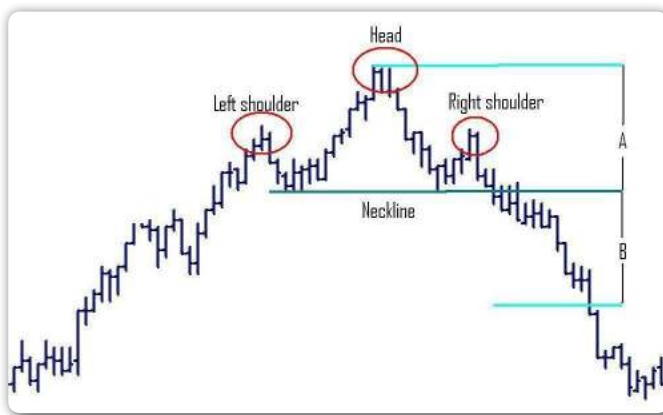 Head
Left shoulder
Right shoulder
A
Neckline
B